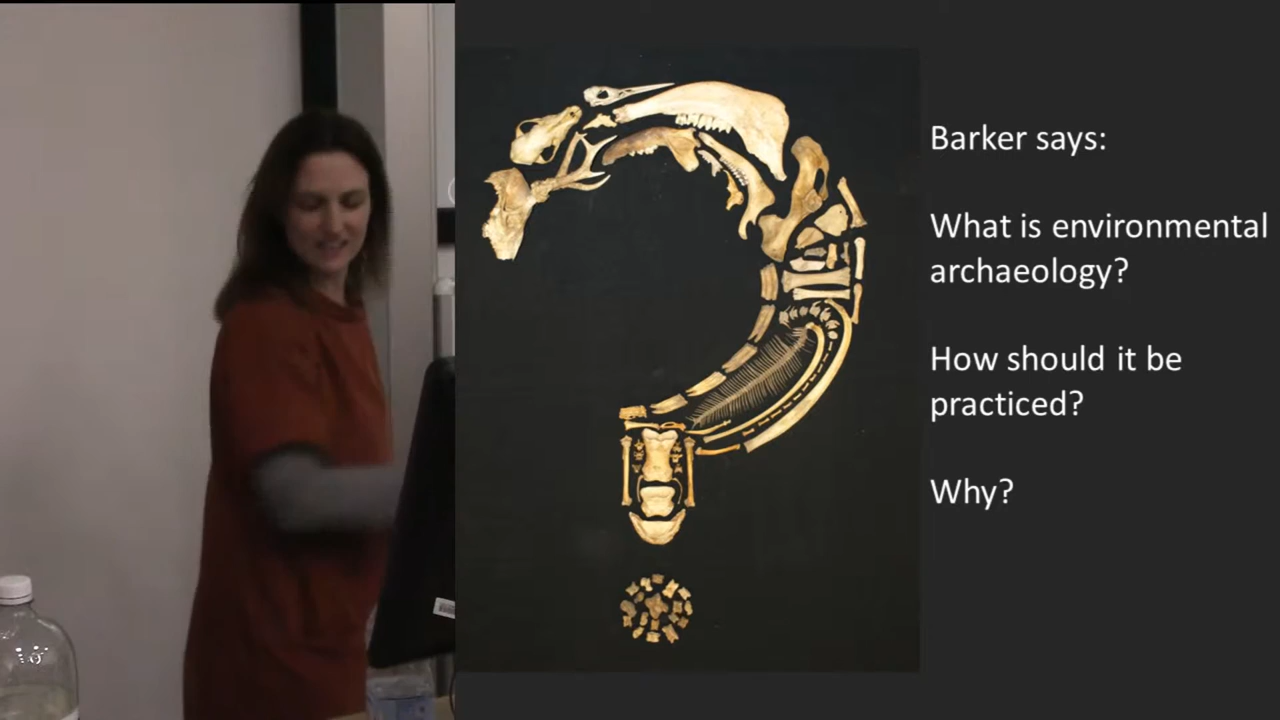 Barker says:
What is environmental
archaeology?
How should it be
practiced?
Why?